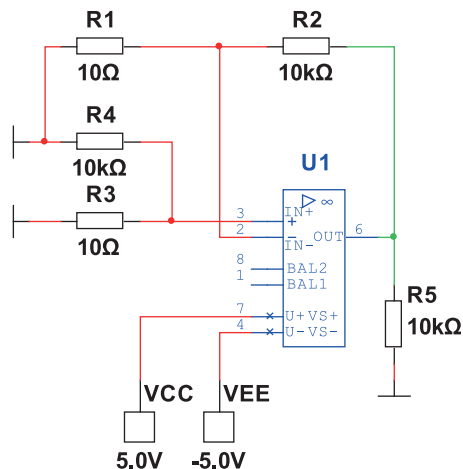 R1
R2
10Ω
10kΩ
R4
10kΩ
U1
R3
10Ω
▷ ∞
3 IN+
+
2 −
IN-
OUT 6
8 BAL2
1 BAL1
R5
10kΩ
7 U+ VS+
4 U- VS-
VCC
VEE
5.0V
-5.0V